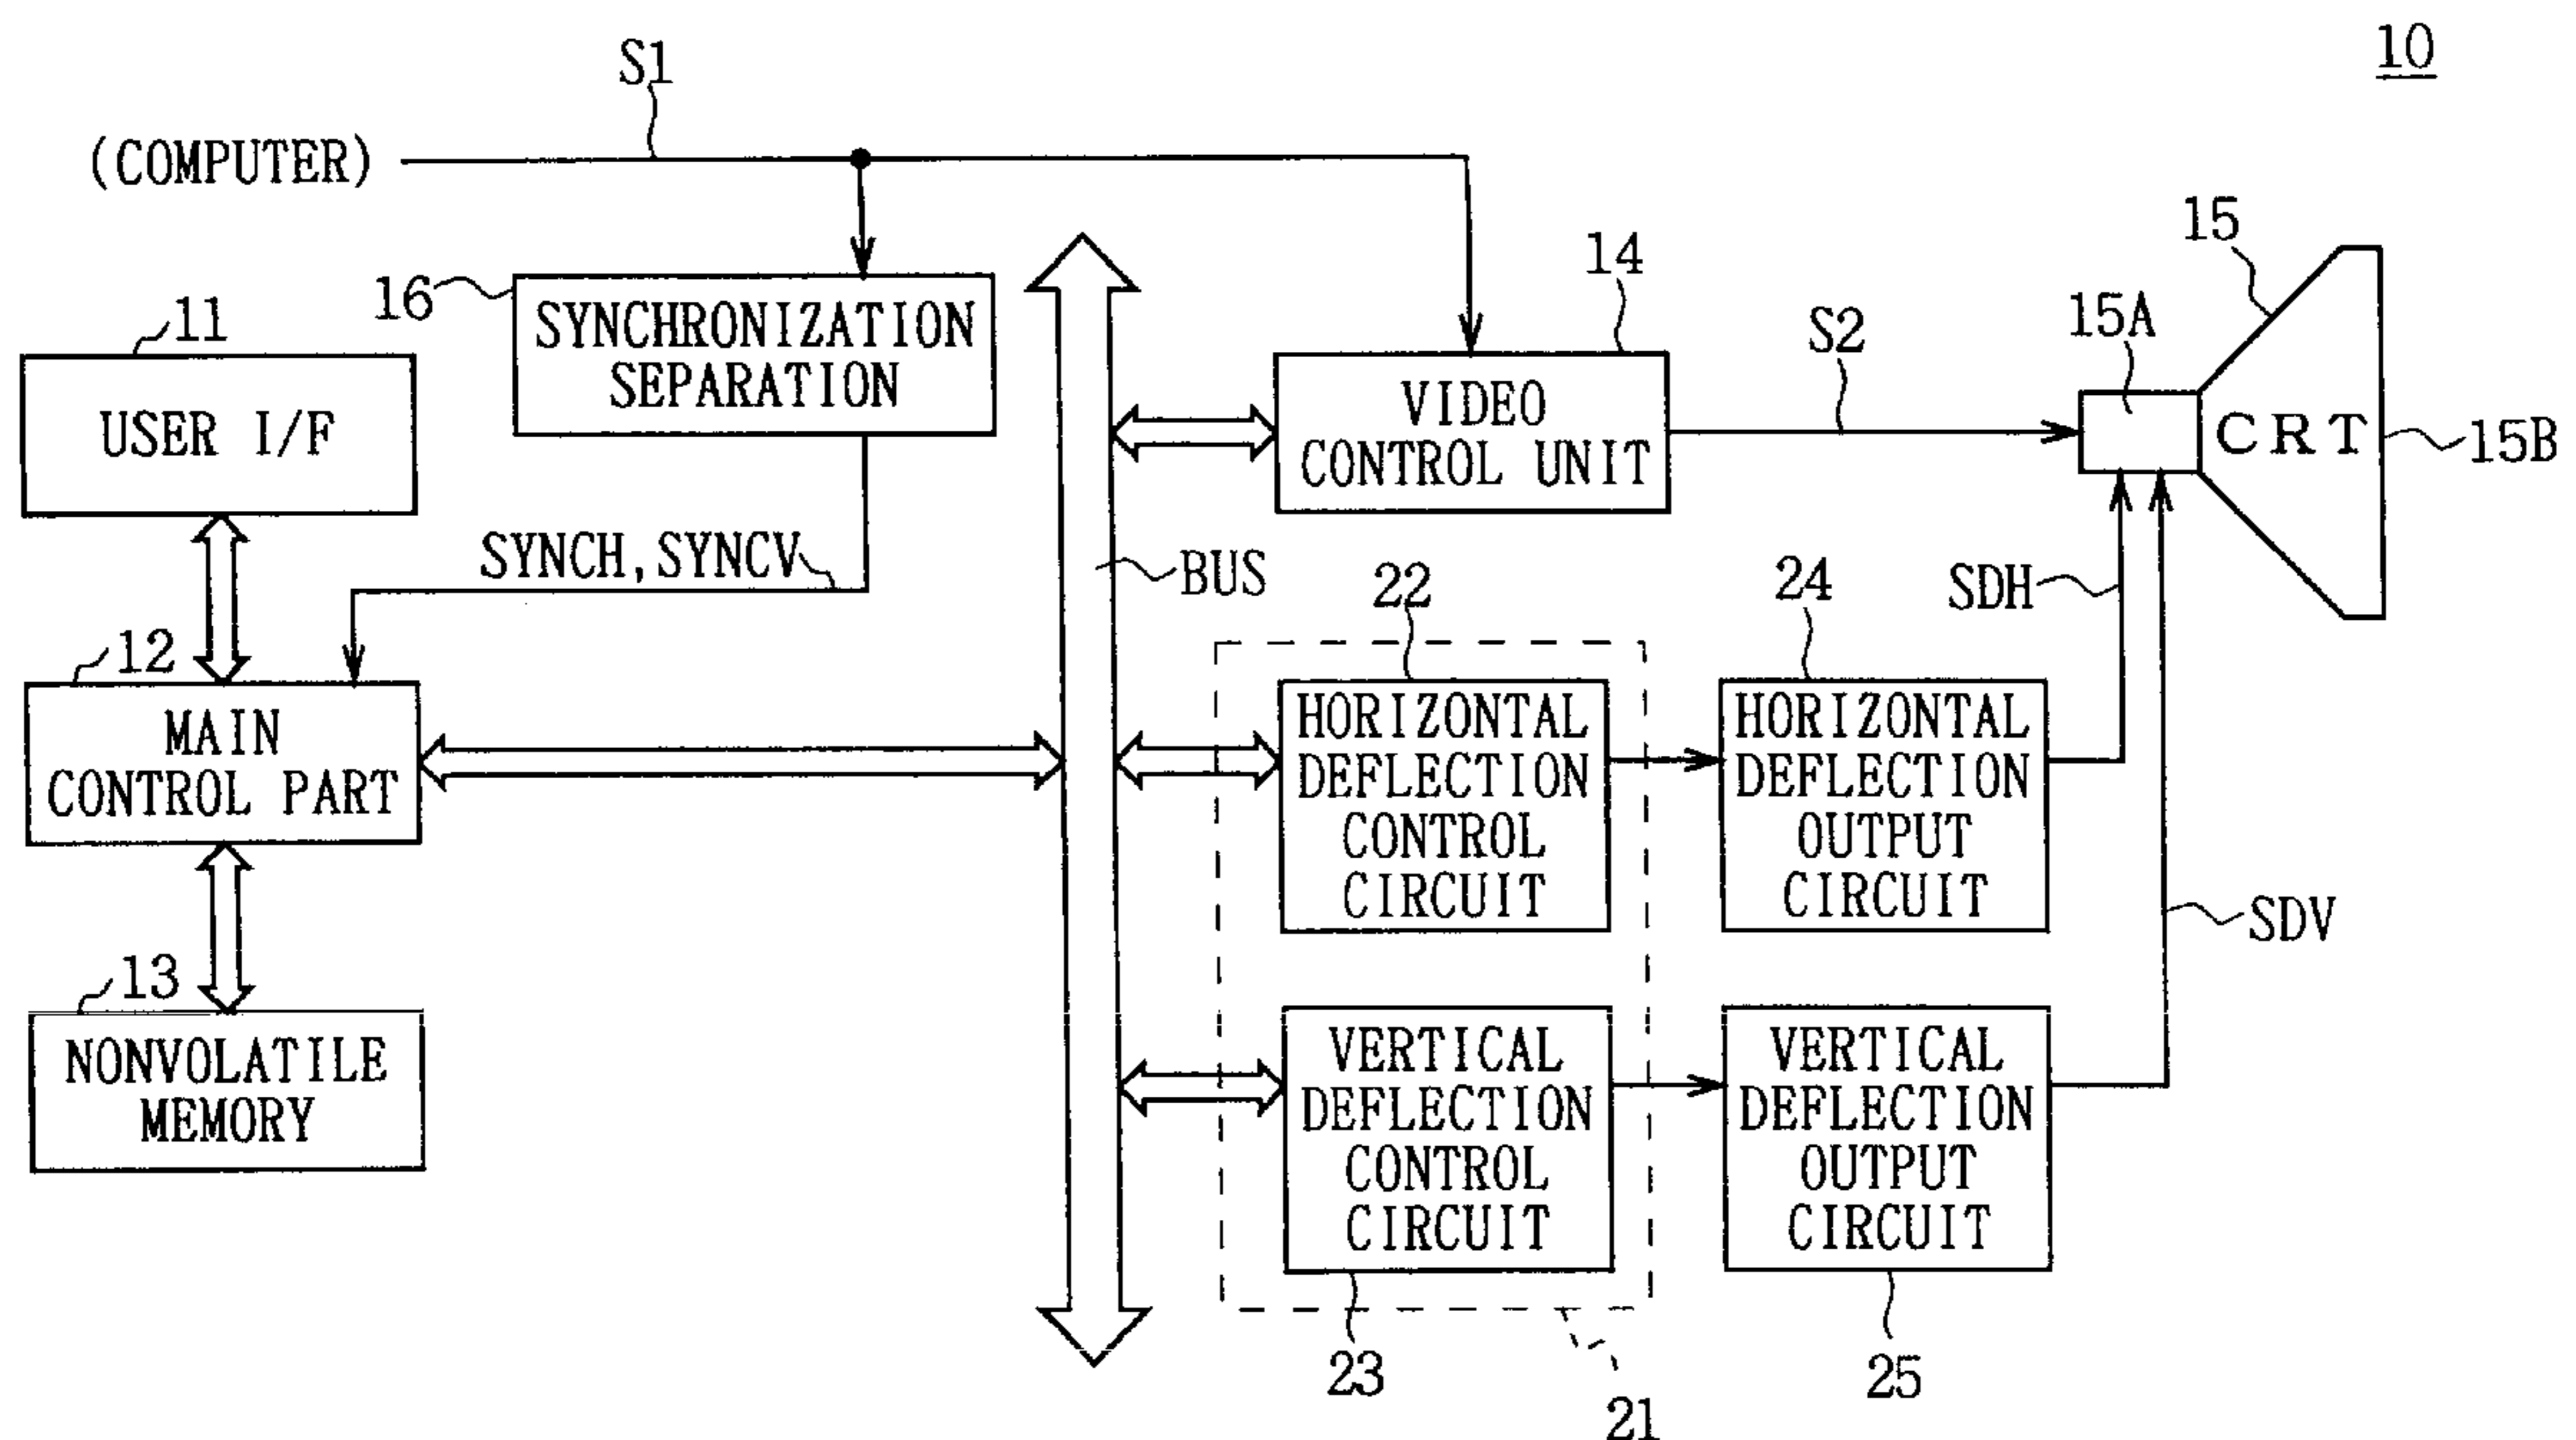 10
S1
(COMPUTER)
16
SYNCHRONIZATION
SEPARATION
11
USER I/F
SYNCH, SYNCV
12
MAIN
CONTROL PART
13
NONVOLATILE
MEMORY
BUS
14
VIDEO
CONTROL UNIT
S2
15
15A
CRT
15B
22
HORIZONTAL
DEFLECTION
CONTROL
CIRCUIT
24
HORIZONTAL
DEFLECTION
OUTPUT
CIRCUIT
SDH
SDV
VERTICAL
DEFLECTION
CONTROL
CIRCUIT
23
VERTICAL
DEFLECTION
OUTPUT
CIRCUIT
25
21